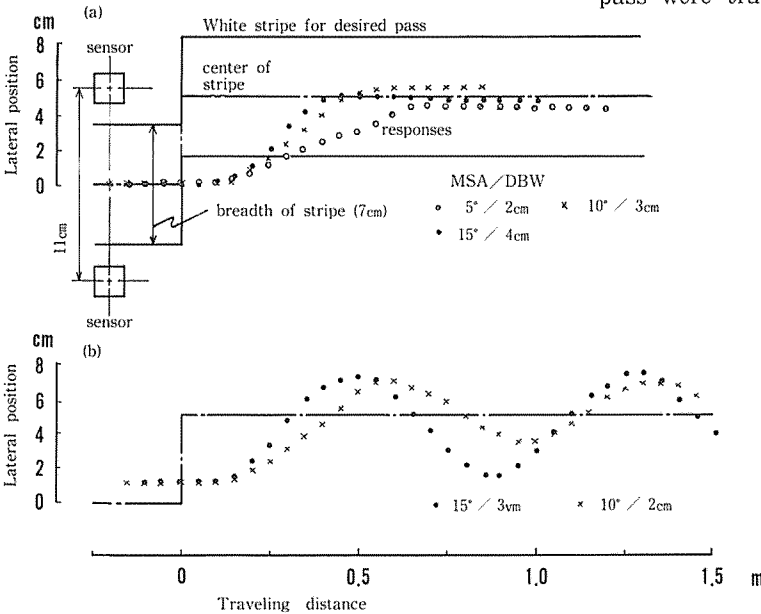 pass were tra
cm
(a)
White stripe for desired pass
8
sensor
center of
stripe
6
4
responses
2
MSA／DBW
0
5° ／ 2cm
10° ／ 3cm
breadth of stripe (7cm)
15° ／ 4cm
Lateral position
11cm
sensor
cm
(b)
8
6
4
2
0
Lateral position
15° ／ 3vm
10° ／ 2cm
0
0.5
1.0
1.5
m
Traveling distance